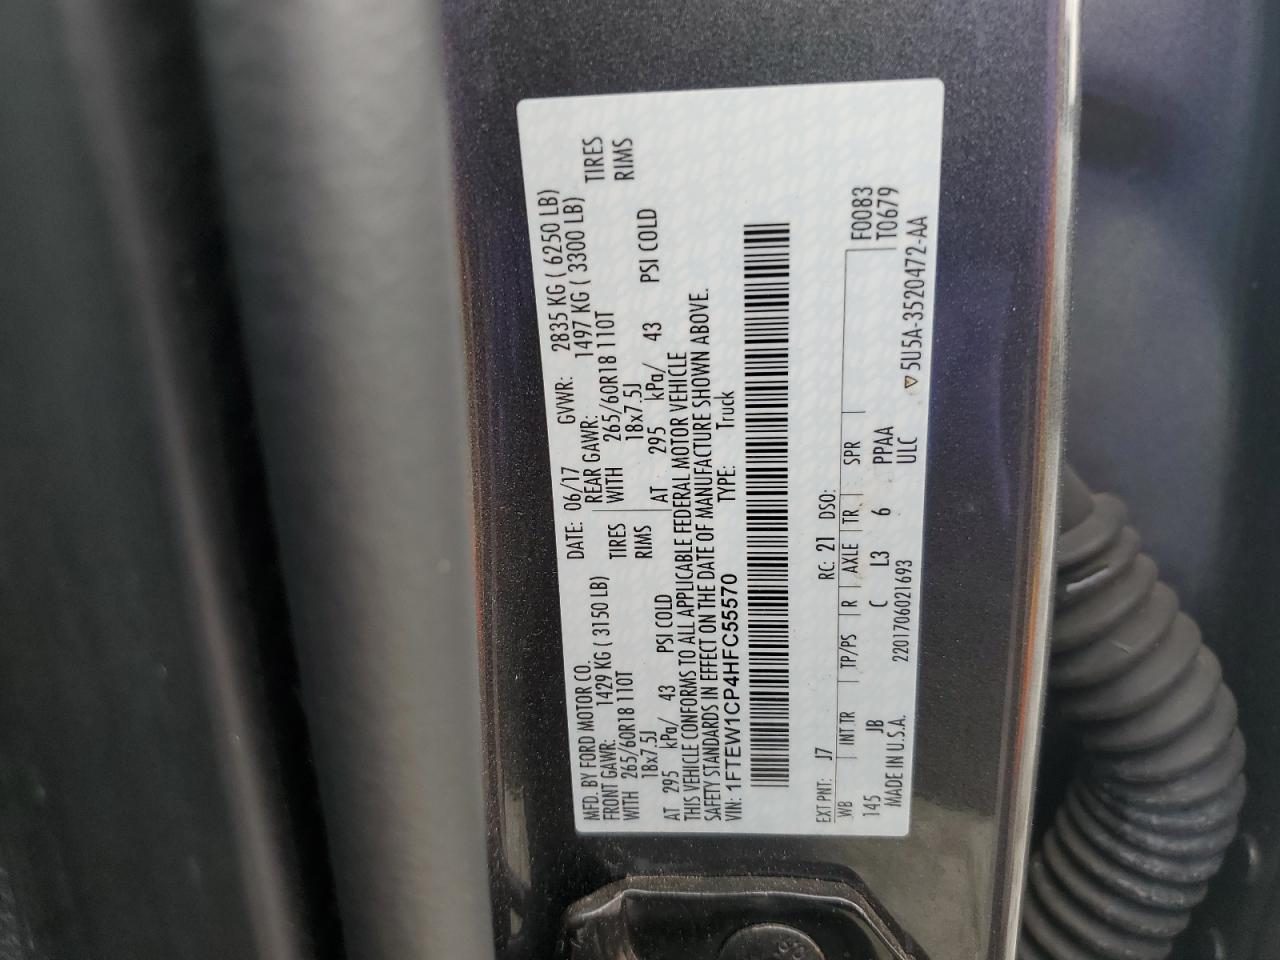 MFD. BY FORD MOTOR CO.
DATE: 06/17 GVWR: 2835 KG ( 6250 LB)
FRONT GAWR: 1429 KG ( 3150 LB) REAR GAWR: 1497 KG ( 3300 LB)
WITH 265/60R18 110T TIRES WITH 265/60R18 110T TIRES
18x7.5J RIMS 18x7.5J RIMS
AT 295 kPa/ 43 PSI COLD AT 295 kPa/ 43 PSI COLD
THIS VEHICLE CONFORMS TO ALL APPLICABLE FEDERAL MOTOR VEHICLE
SAFETY STANDARDS IN EFFECT ON THE DATE OF MANUFACTURE SHOWN ABOVE.
VIN: 1FTEW1CP4HFC55570 TYPE: Truck
EXT PNT: J7 RC: 21 DSO: F0083
WB INT TR TP/PS R AXLE TR SPR T0679
145 JB C L3 6 PPAA
MADE IN U.S.A. 2201706021693 ULC ▽5U5A-3520472-AA